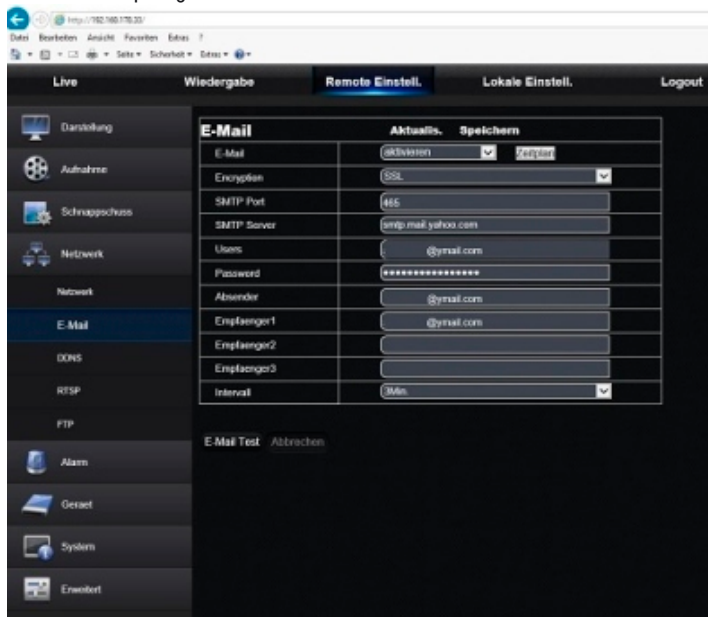 http://192.168.178.33/
Datei Bearbeiten Ansicht Favoriten Extras ?
Seite Sicherheit Extras
Live Wiedergabe Remote Einstell. Lokale Einstell. Logout
Darstellung
Aufnahme
Schnappschuss
Netzwerk
Netzwerk
E-Mail
DDNS
RTSP
FTP
Alarm
Geraet
System
Erweitert
E-Mail Aktualis. Speichern
E-Mail aktivieren Zeitplan
Encryption SSL
SMTP Port 465
SMTP Server smtp.mail.yahoo.com
Users @ymail.com
Password ****************
Absender @ymail.com
Empfaenger1 @ymail.com
Empfaenger2
Empfaenger3
Intervall 3Min.
E-Mail Test Abbrechen